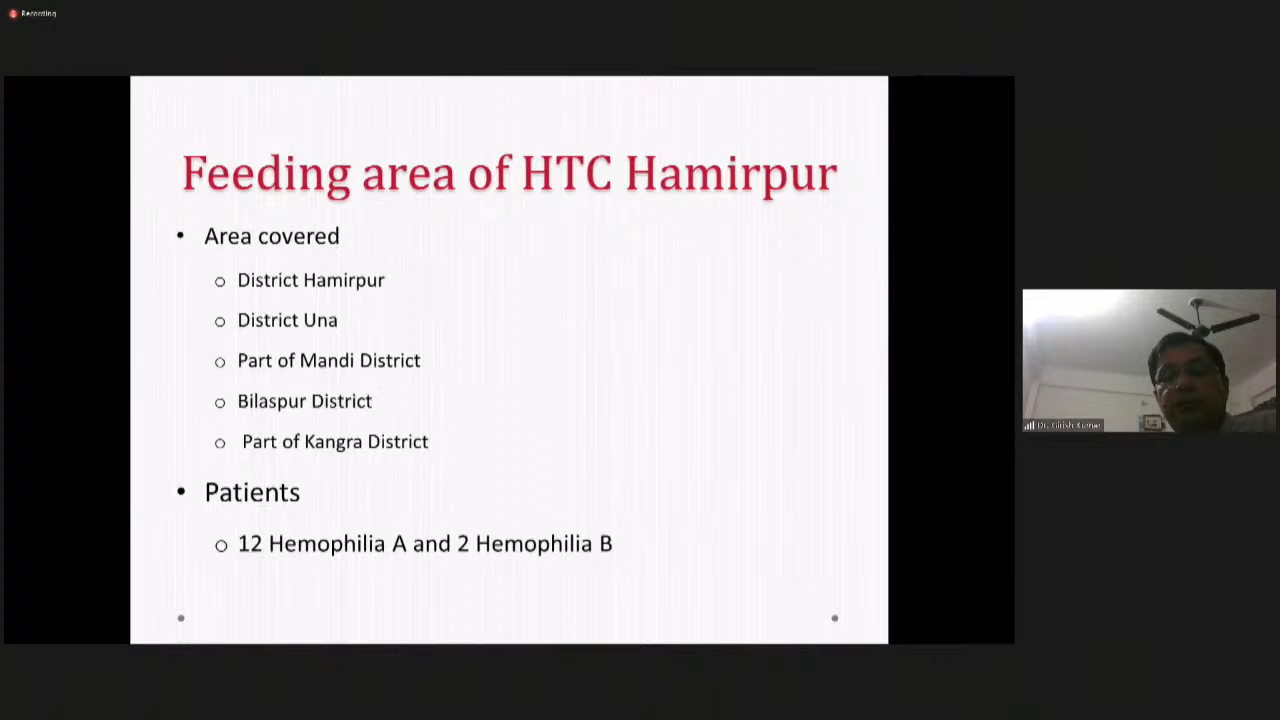 Recording
Feeding area of HTC Hamirpur
• Area covered
o District Hamirpur
o District Una
o Part of Mandi District
o Bilaspur District
o Part of Kangra District
• Patients
o 12 Hemophilia A and 2 Hemophilia B
Dr. Girish Kumar